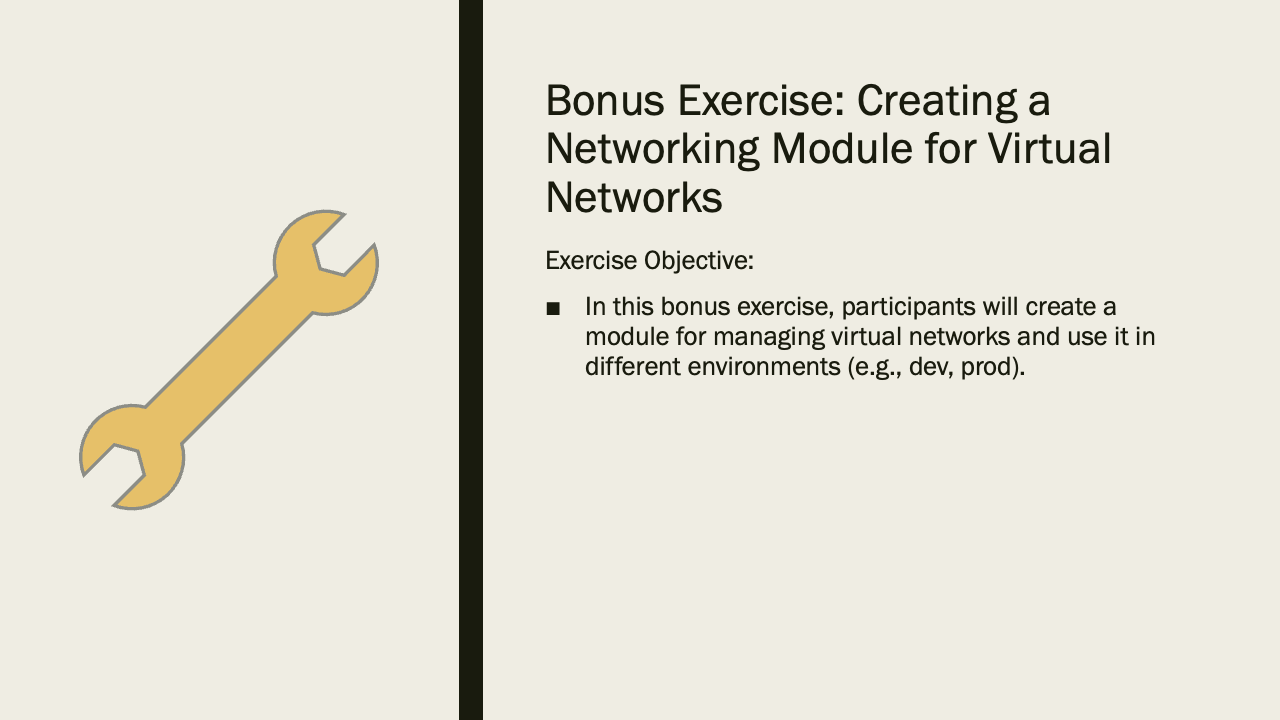 Bonus Exercise: Creating a
Networking Module for Virtual
Networks
Exercise Objective:
■ In this bonus exercise, participants will create a
module for managing virtual networks and use it in
different environments (e.g., dev, prod).